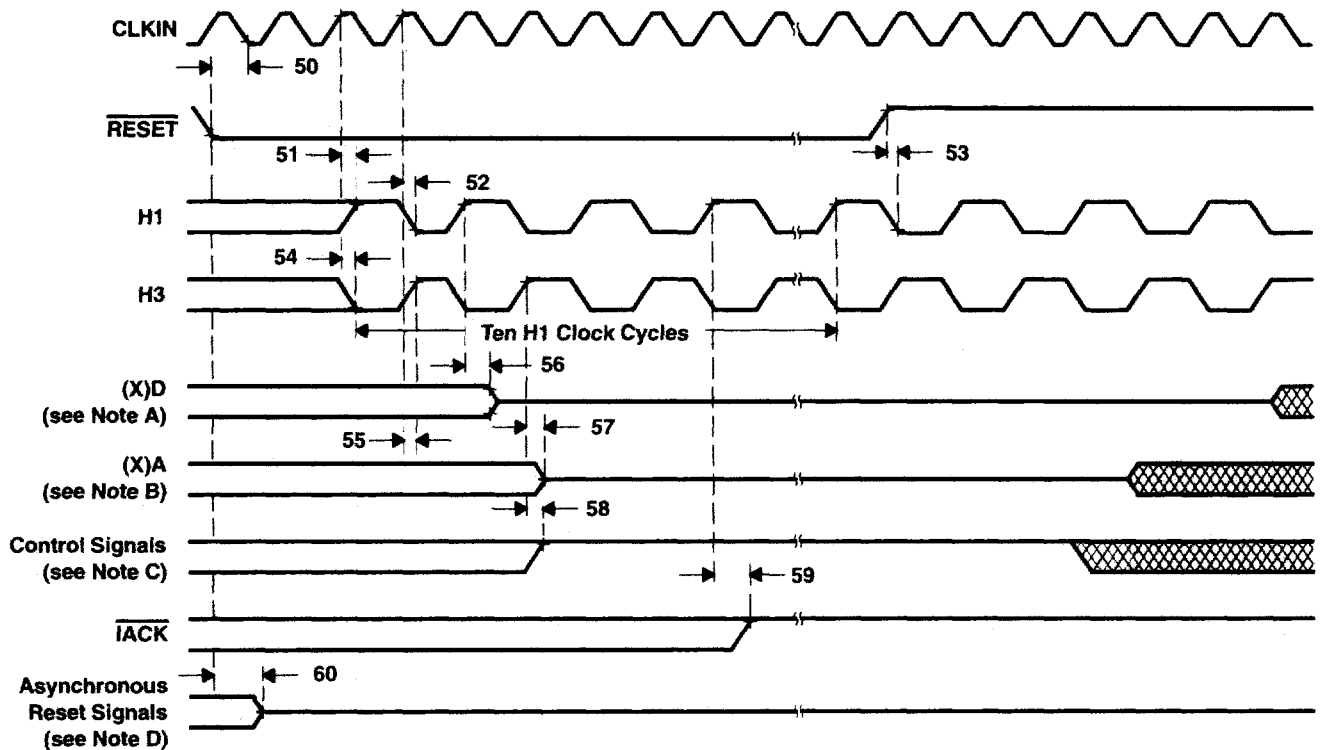 CLKIN
50
RESET
51
53
52
H1
54
H3
Ten H1 Clock Cycles
56
(X)D
(see Note A)
55
57
(X)A
(see Note B)
58
Control Signals
(see Note C)
59
IACK
60
Asynchronous
Reset Signals
(see Note D)